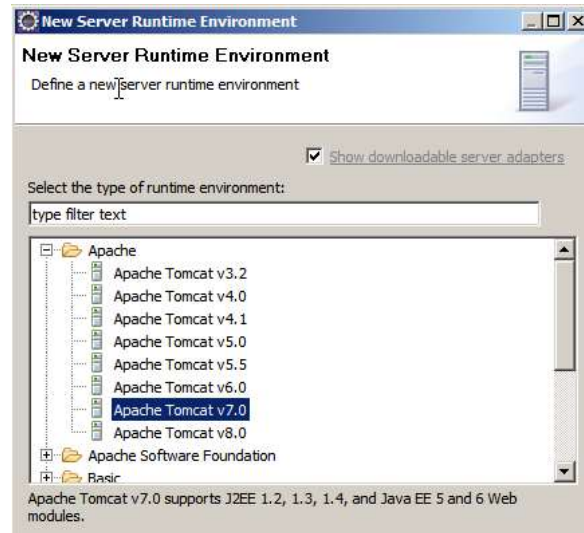 New Server Runtime Environment
New Server Runtime Environment
Define a new server runtime environment
Show downloadable server adapters
Select the type of runtime environment:
type filter text
Apache
Apache Tomcat v3.2
Apache Tomcat v4.0
Apache Tomcat v4.1
Apache Tomcat v5.0
Apache Tomcat v5.5
Apache Tomcat v6.0
Apache Tomcat v7.0
Apache Tomcat v8.0
Apache Software Foundation
Basic
Apache Tomcat v7.0 supports J2EE 1.2, 1.3, 1.4, and Java EE 5 and 6 Web
modules.